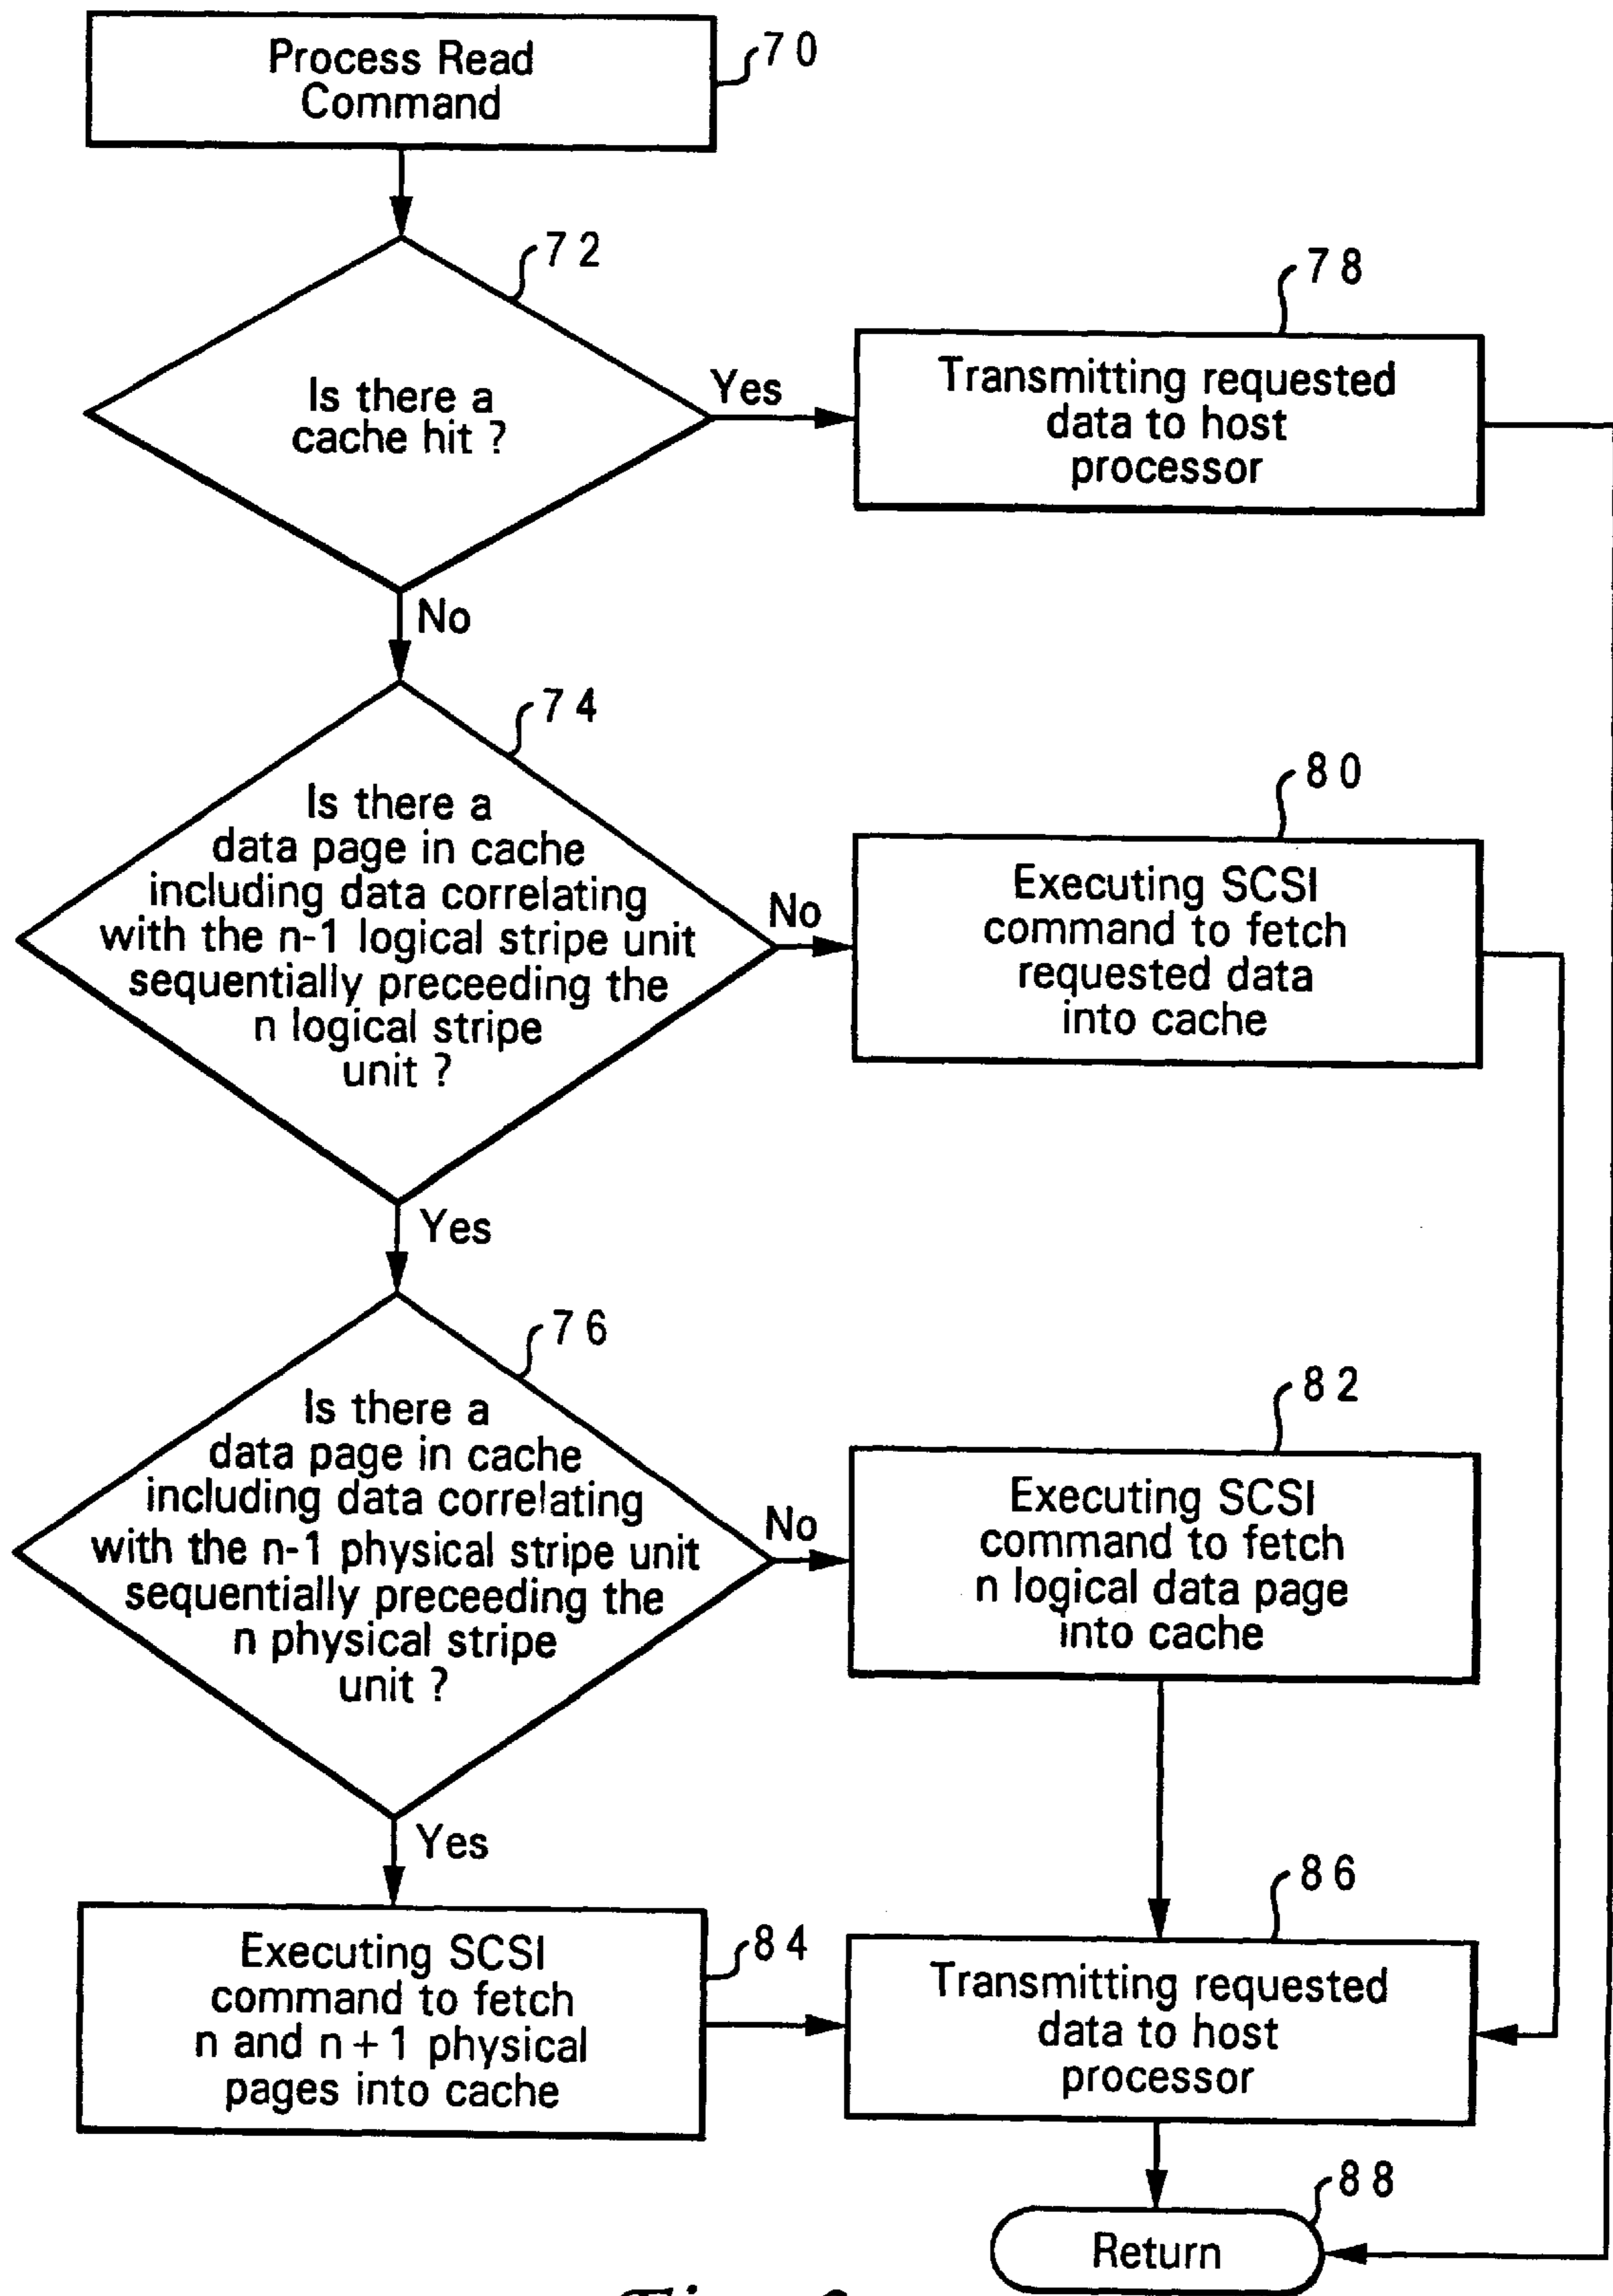 Process Read
Command
70
72
Is there a
cache hit ?
Yes
No
78
Transmitting requested
data to host
processor
74
Is there a
data page in cache
including data correlating
with the n-1 logical stripe unit
sequentially preceeding the
n logical stripe
unit ?
No
Yes
80
Executing SCSI
command to fetch
requested data
into cache
76
Is there a
data page in cache
including data correlating
with the n-1 physical stripe unit
sequentially preceeding the
n physical stripe
unit ?
No
Yes
82
Executing SCSI
command to fetch
n logical data page
into cache
84
Executing SCSI
command to fetch
n and n+1 physical
pages into cache
86
Transmitting requested
data to host
processor
88
Return